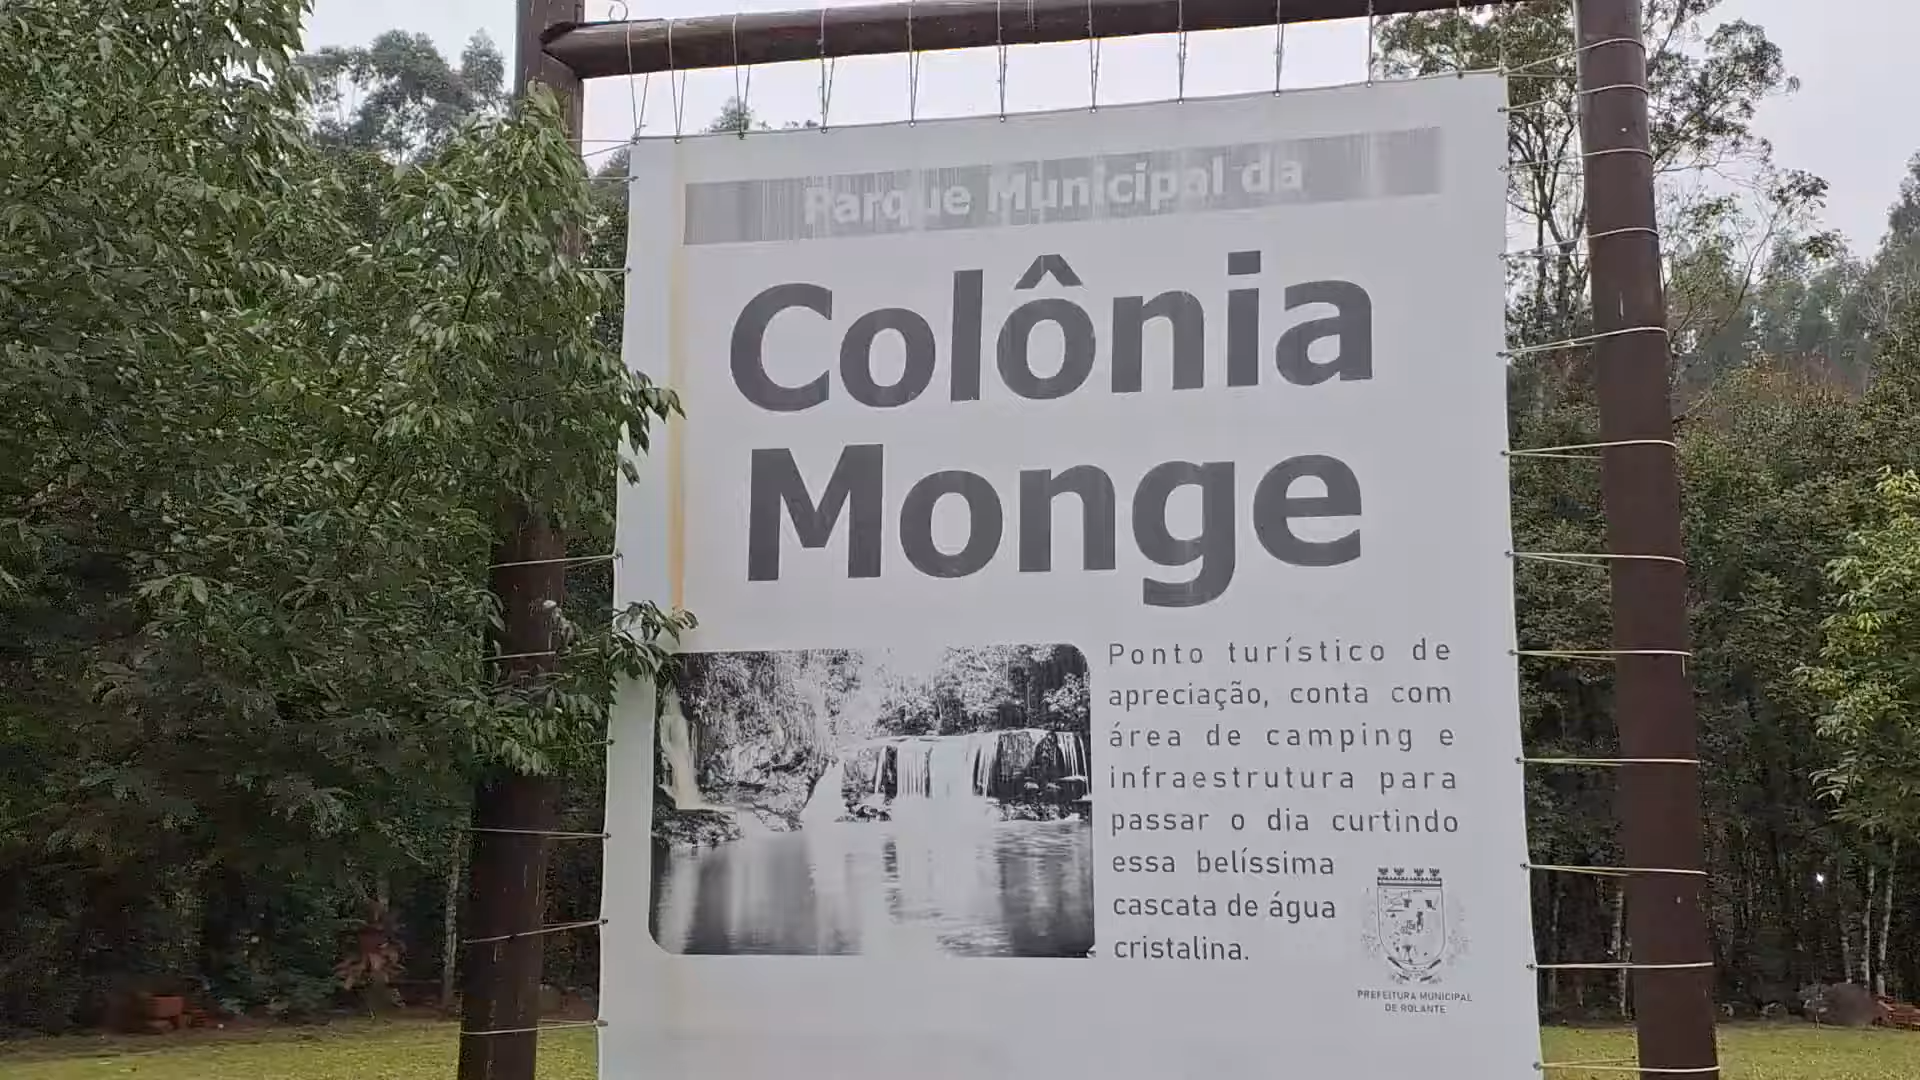 Parque Municipal da
Colônia
Monge
Ponto turístico de
apreciação, conta com
área de camping e
infraestrutura para
passar o dia curtindo
essa belíssima
cascata de água
cristalina.
PREFEITURA MUNICIPAL
DE ROLANTE